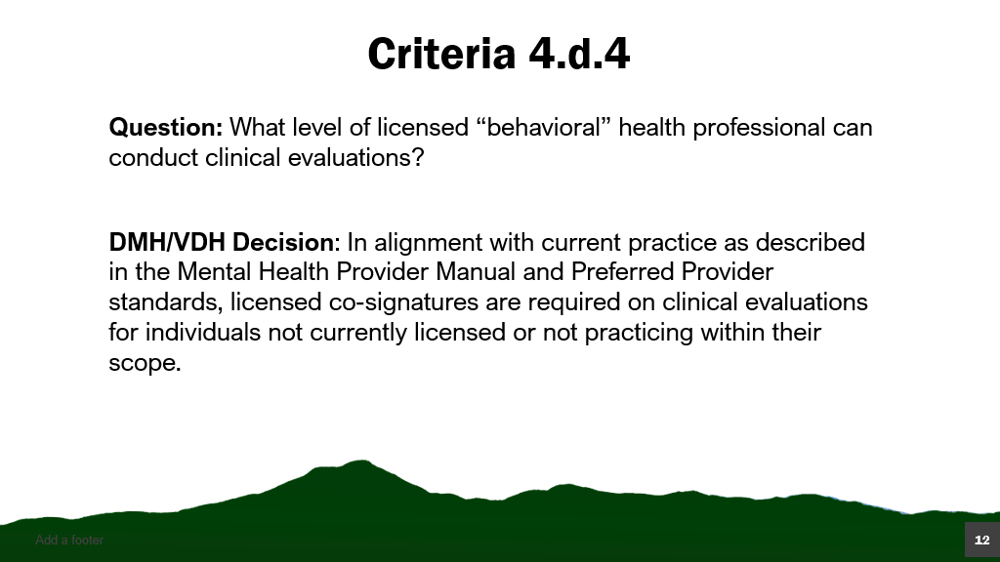 Criteria 4.d.4
Question: What level of licensed “behavioral” health professional can
conduct clinical evaluations?
DMH/VDH Decision: In alignment with current practice as described
in the Mental Health Provider Manual and Preferred Provider
standards, licensed co-signatures are required on clinical evaluations
for individuals not currently licensed or not practicing within their
scope.
Add a footer
12